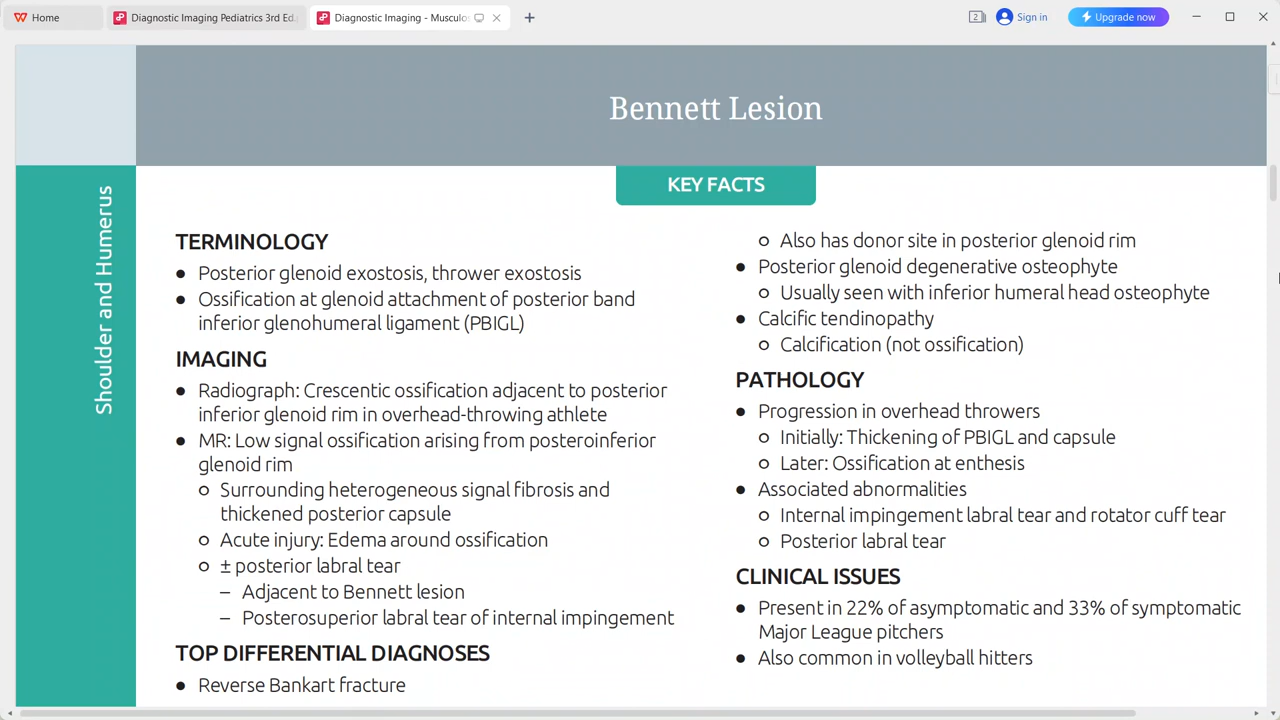 Home
Diagnostic Imaging Pediatrics 3rd Ed.
Diagnostic Imaging - Musculos
2
Sign in
Upgrade now
Bennett Lesion
KEY FACTS
Shoulder and Humerus
TERMINOLOGY
● Posterior glenoid exostosis, thrower exostosis
● Ossification at glenoid attachment of posterior band
inferior glenohumeral ligament (PBIGL)
IMAGING
● Radiograph: Crescentic ossification adjacent to posterior
inferior glenoid rim in overhead-throwing athlete
● MR: Low signal ossification arising from posteroinferior
glenoid rim
○ Surrounding heterogeneous signal fibrosis and
thickened posterior capsule
○ Acute injury: Edema around ossification
○ ± posterior labral tear
– Adjacent to Bennett lesion
– Posterosuperior labral tear of internal impingement
TOP DIFFERENTIAL DIAGNOSES
● Reverse Bankart fracture
○ Also has donor site in posterior glenoid rim
● Posterior glenoid degenerative osteophyte
○ Usually seen with inferior humeral head osteophyte
● Calcific tendinopathy
○ Calcification (not ossification)
PATHOLOGY
● Progression in overhead throwers
○ Initially: Thickening of PBIGL and capsule
○ Later: Ossification at enthesis
● Associated abnormalities
○ Internal impingement labral tear and rotator cuff tear
○ Posterior labral tear
CLINICAL ISSUES
● Present in 22% of asymptomatic and 33% of symptomatic
Major League pitchers
● Also common in volleyball hitters